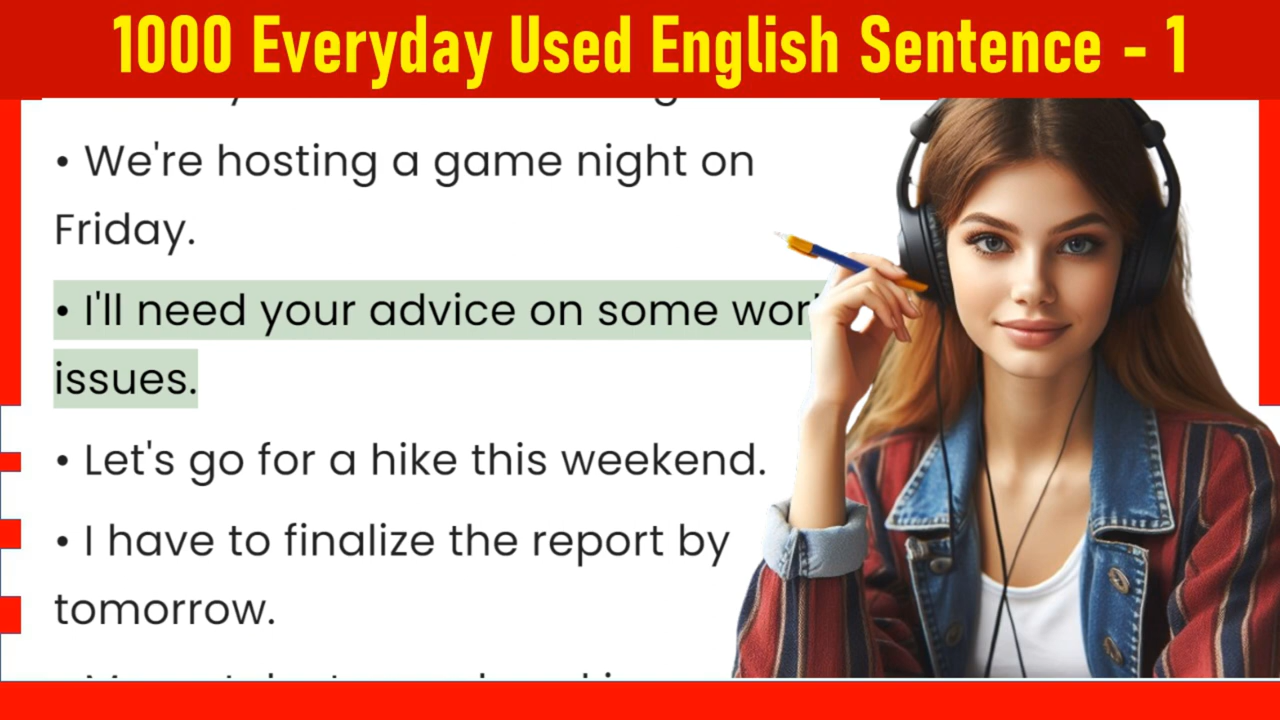 1000 Everyday Used English Sentence - 1
• We're hosting a game night on
Friday.
• I'll need your advice on some
issues.
• Let's go for a hike this weekend.
• I have to finalize the report by
tomorrow.